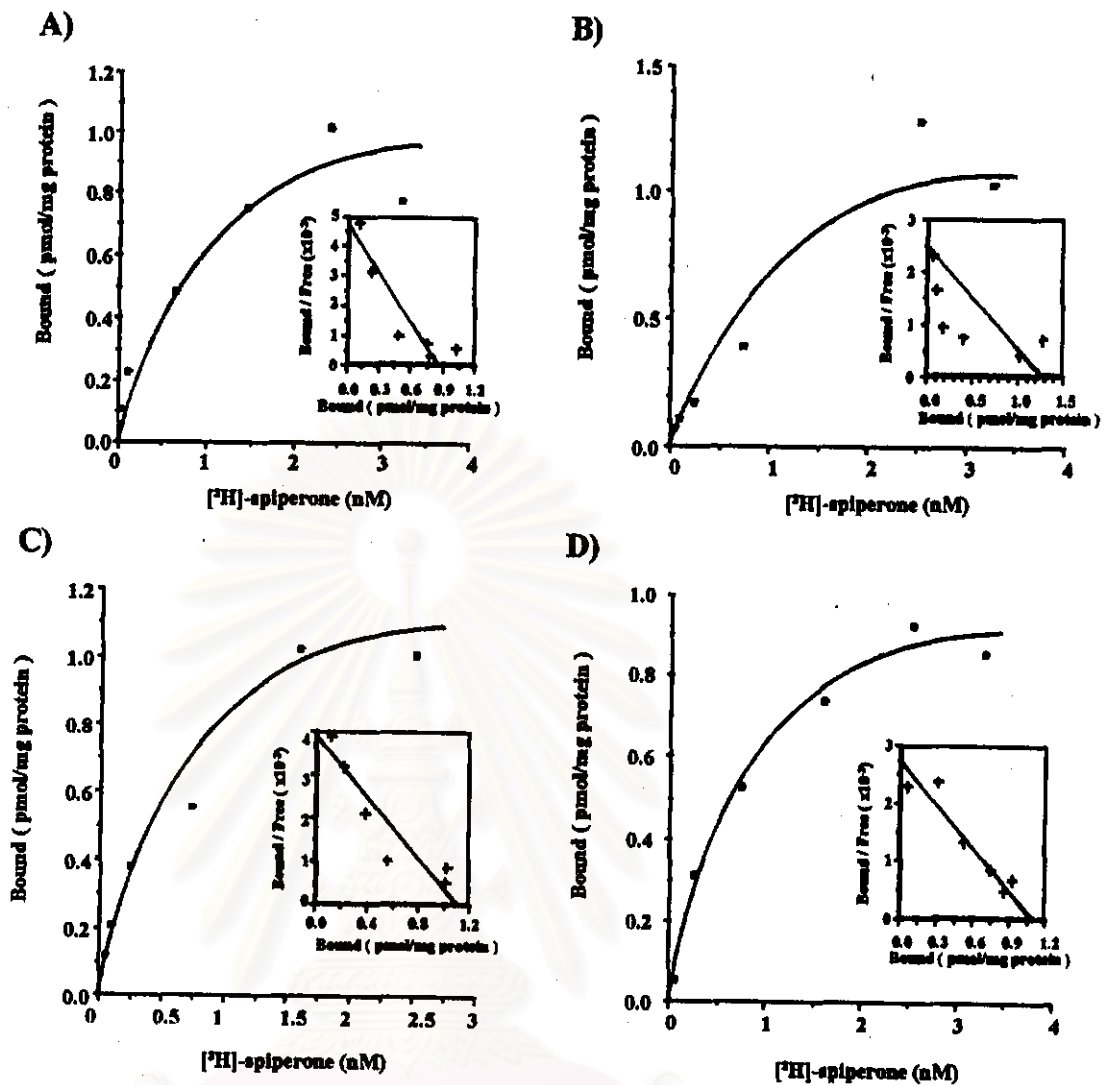 A)
Bound ( pmol/mg protein )
1.2
1.0
0.8
0.6
0.4
0.2
0.0
0 1 2 3 4
[³H]-spiperone (nM)
Bound / Free (x10⁻³)
5
4
3
2
1
0
0.0 0.3 0.6 0.9 1.2
Bound ( pmol/mg protein )
B)
Bound ( pmol/mg protein )
1.5
1.0
0.5
0.0
0 1 2 3 4
[³H]-spiperone (nM)
Bound / Free (x10⁻³)
3
2
1
0
0.0 0.5 1.0 1.5
Bound ( pmol/mg protein )
C)
Bound ( pmol/mg protein )
1.2
1.0
0.8
0.6
0.4
0.2
0.0
0 0.5 1 1.5 2 2.5 3
[³H]-spiperone (nM)
Bound / Free ( x10⁻³)
4
3
2
1
0
0.0 0.4 0.8 1.2
Bound ( pmol/mg protein )
D)
Bound ( pmol/mg protein )
1.0
0.8
0.6
0.4
0.2
0.0
0 1 2 3 4
[³H]-spiperone (nM)
Bound / Free ( x10⁻³)
3
2
1
0
0.0 0.3 0.6 0.9 1.2
Bound ( pmol/mg protein )